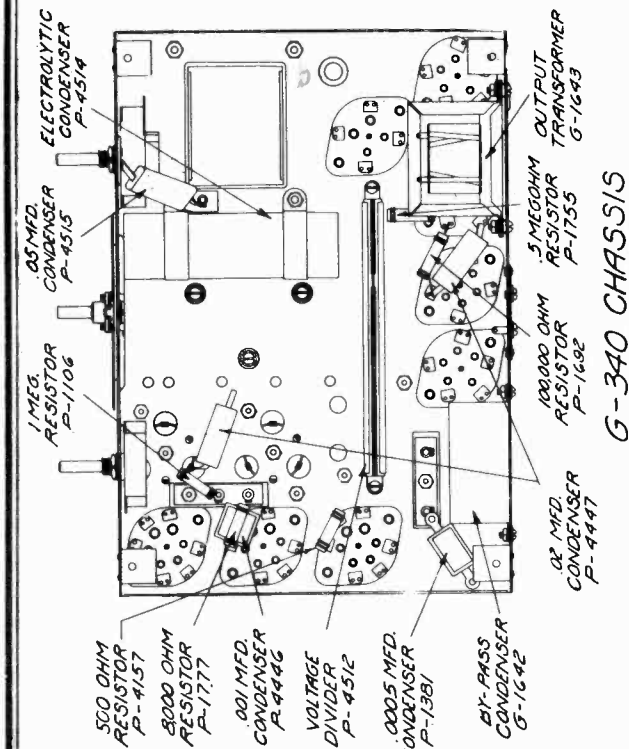 500 OHM
RESISTOR
P-4157
8000 OHM
RESISTOR
P-1777
.001 MFD.
CONDENSER
P-4446
VOLTAGE
DIVIDER
P-4512
.0005 MFD.
CONDENSER
P-1381
BY-PASS
CONDENSER
G-1642
1 MEG.
RESISTOR
P-1106
.05 MFD.
CONDENSER
P-4515
ELECTROLYTIC
CONDENSER
P-4514
.02 MFD.
CONDENSER
P-4447
100,000 OHM
RESISTOR
P-1692
.5 MEGOHM
RESISTOR
P-1755
OUTPUT
TRANSFORMER
G-1643
G-340 CHASSIS